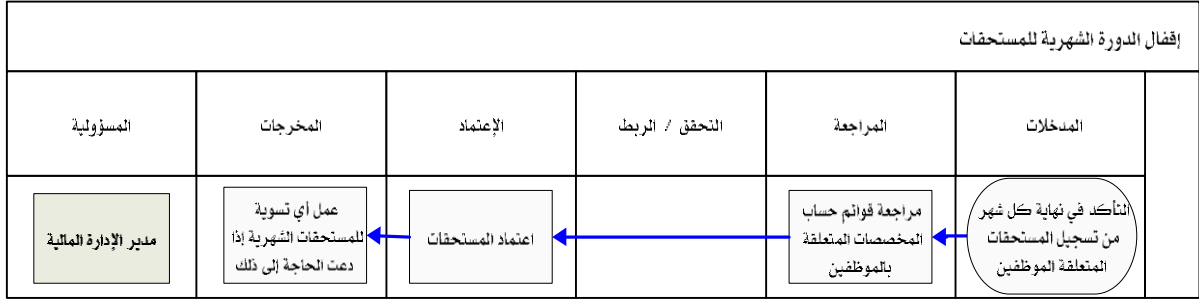 إقفال الدورة الشهرية للمستحقات
المدخلات
المراجعة
التحقق / الربط
الإعتماد
المخرجات
المسؤولية
التأكد في نهاية كل شهر
من تسجيل المستحقات
المتعلقة الموظفين
مراجعة قوائم حساب
المخصصات المتعلقة
بالموظفين
اعتماد المستحقات
عمل أي تسوية
للمستحقات الشهرية إذا
دعت الحاجة إلى ذلك
مدير الإدارة المالية